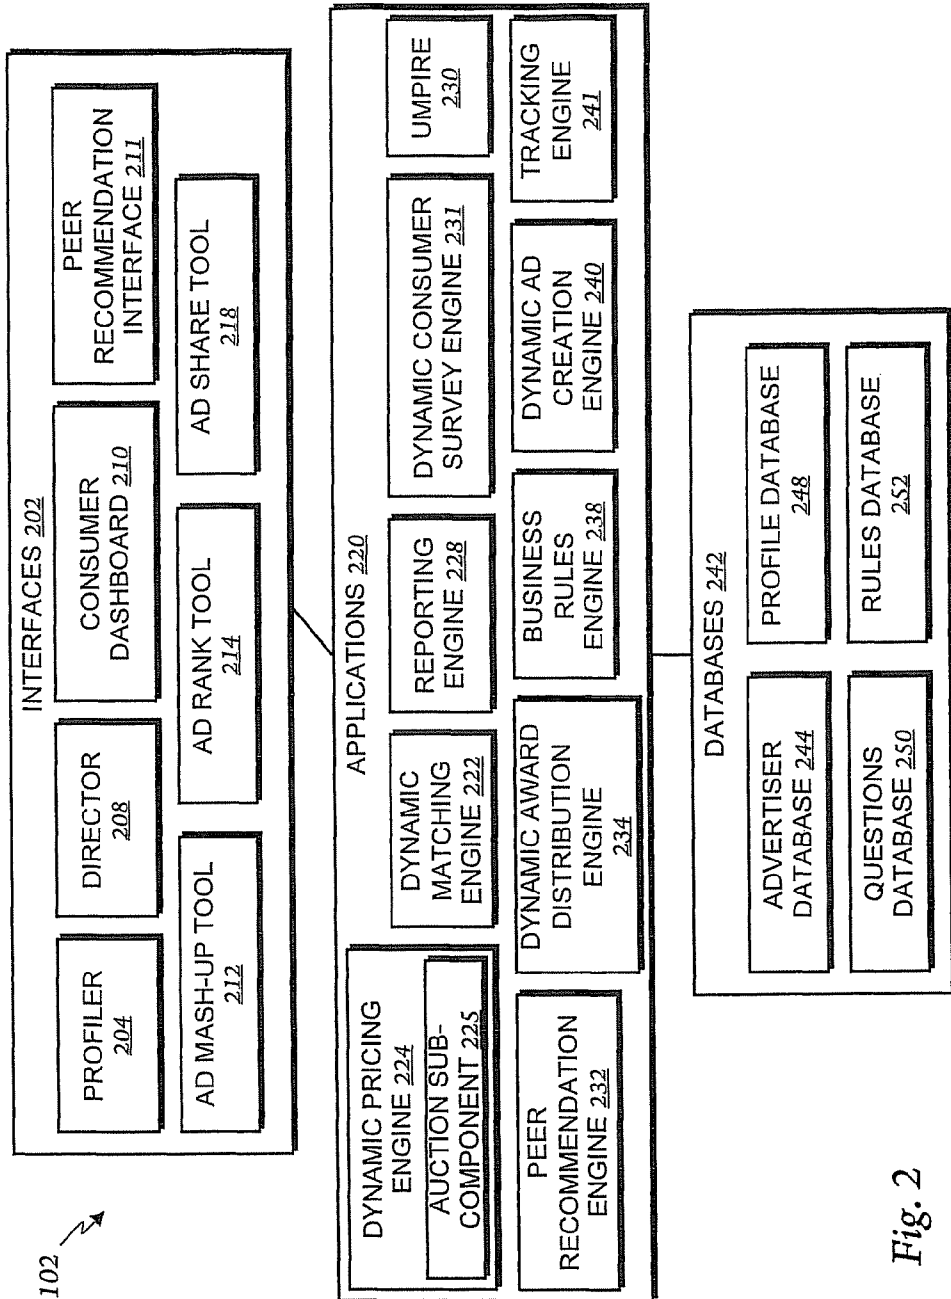 102
INTERFACES 202
PROFILER
204
DIRECTOR
208
CONSUMER
DASHBOARD 210
PEER
RECOMMENDATION
INTERFACE 211
AD MASH-UP TOOL
212
AD RANK TOOL
214
AD SHARE TOOL
218
APPLICATIONS 220
DYNAMIC PRICING
ENGINE 224
AUCTION SUB-
COMPONENT 225
DYNAMIC
MATCHING
ENGINE 222
REPORTING
ENGINE 228
DYNAMIC CONSUMER
SURVEY ENGINE 231
UMPIRE
230
PEER
RECOMMENDATION
ENGINE 232
DYNAMIC AWARD
DISTRIBUTION
ENGINE
234
BUSINESS
RULES
ENGINE 238
DYNAMIC AD
CREATION
ENGINE 240
TRACKING
ENGINE
241
DATABASES 242
ADVERTISER
DATABASE 244
PROFILE DATABASE
248
QUESTIONS
DATABASE 250
RULES DATABASE
252
Fig. 2